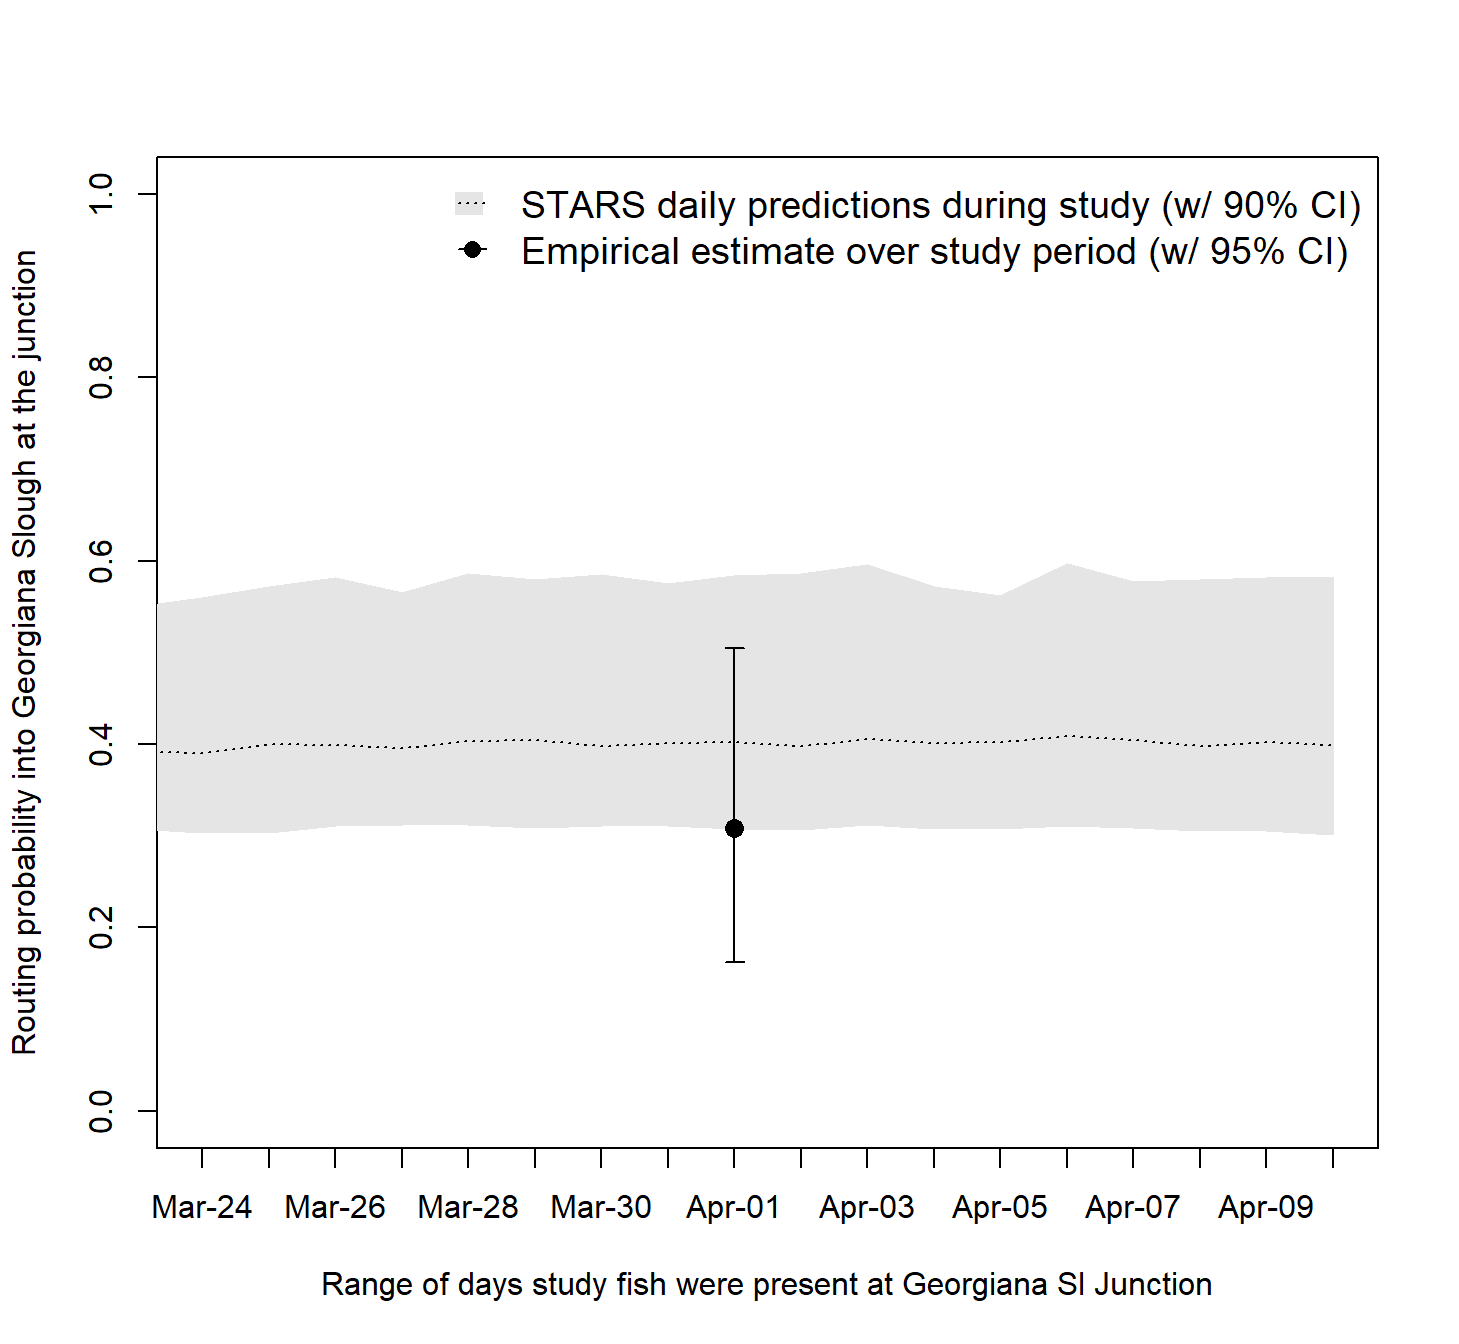 STARS daily predictions during study (w/ 90% CI)
Empirical estimate over study period (w/ 95% CI)
Routing probability into Georgiana Slough at the junction
1.0
0.8
0.6
0.4
0.2
0.0
Mar-24 Mar-26 Mar-28 Mar-30 Apr-01 Apr-03 Apr-05 Apr-07 Apr-09
Range of days study fish were present at Georgiana Sl Junction